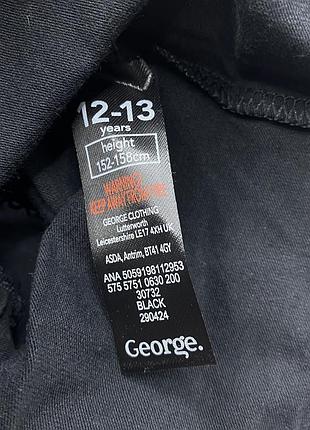 12-13
years
height
152-158cm
WARNING!
KEEP AWAY FROM FIRE
GEORGE CLOTHING
Lutterworth
Leicestershire LE17 4XH UK
ASDA, Antrim, BT41 4GY
ANA 5059198112953
575 5751 0630 200
30732
BLACK
290424
George.